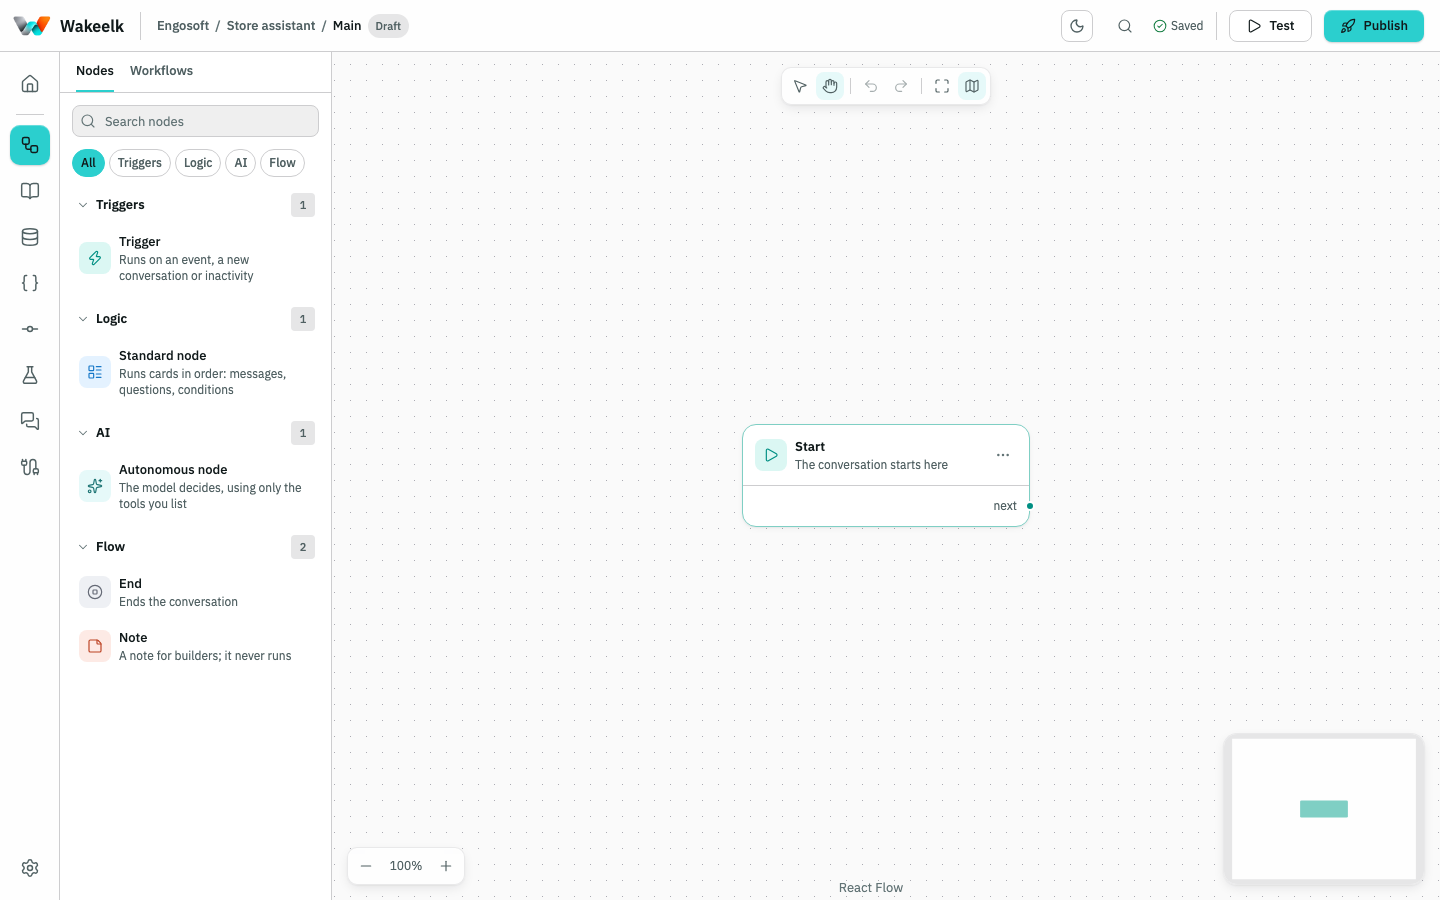 Wakeelk
Engosoft / Store assistant / Main Draft
Saved
Test
Publish
Nodes
Workflows
Search nodes
All
Triggers
Logic
AI
Flow
Triggers
1
Trigger
Runs on an event, a new
conversation or inactivity
Logic
1
Standard node
Runs cards in order: messages,
questions, conditions
AI
1
Autonomous node
The model decides, using only the
tools you list
Flow
2
End
Ends the conversation
Note
A note for builders; it never runs
Start
The conversation starts here
next
100%
React Flow